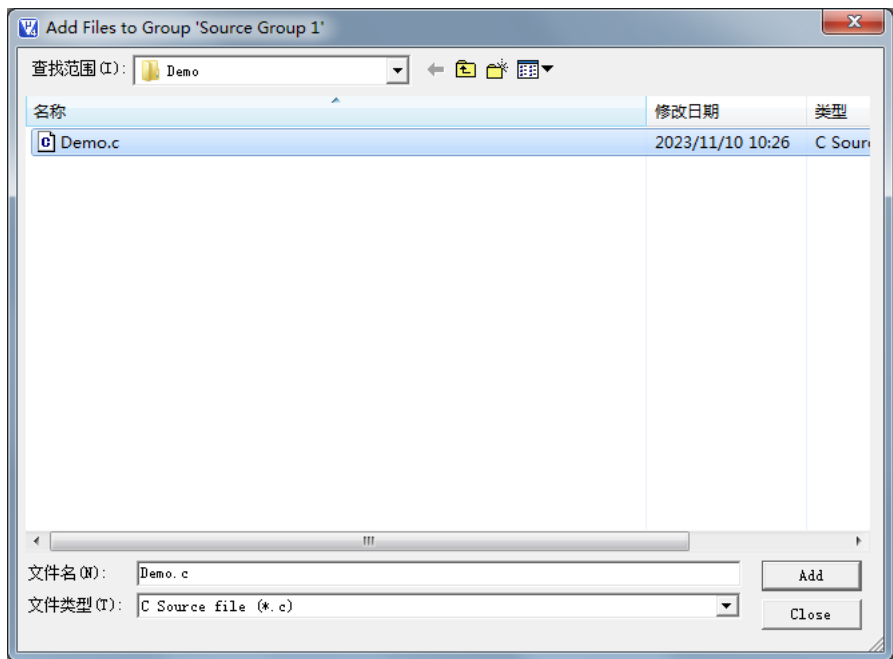 Add Files to Group 'Source Group 1'
查找范围(I): Demo
名称 修改日期 类型
Demo.c 2023/11/10 10:26 C Sour
文件名(N): Demo.c Add
文件类型(T): C Source file (*.c) Close